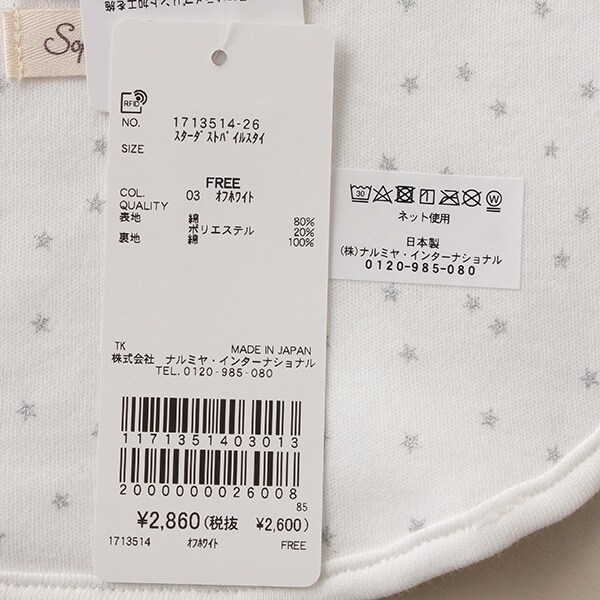 Sop
RFID
NO. 1713514-26
スターダストパイルスタイ
SIZE
FREE
COL. 03 オフホワイト
QUALITY
表地 綿 80%
ポリエステル 20%
裏地 綿 100%
TK MADE IN JAPAN
株式会社 ナルミヤ・インターナショナル
TEL.0120-985-080
1171351403013
2000000026008
85
¥2,860(税抜 ¥2,600)
1713514 オフホワイト FREE
30
W
ネット使用
日本製
(株)ナルミヤ・インターナショナル
0120-985-080